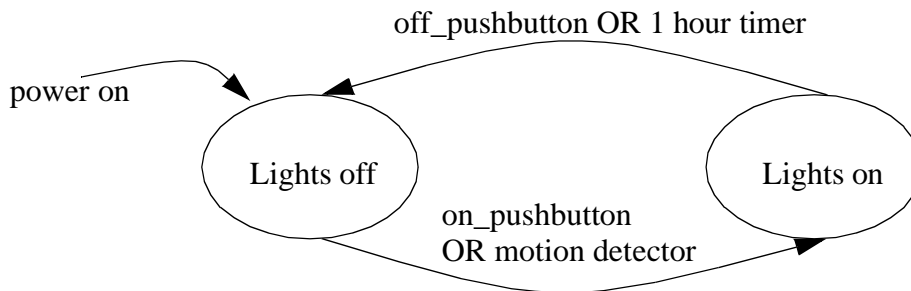 off_pushbutton OR 1 hour timer
power on
Lights off
Lights on
on_pushbutton
OR motion detector